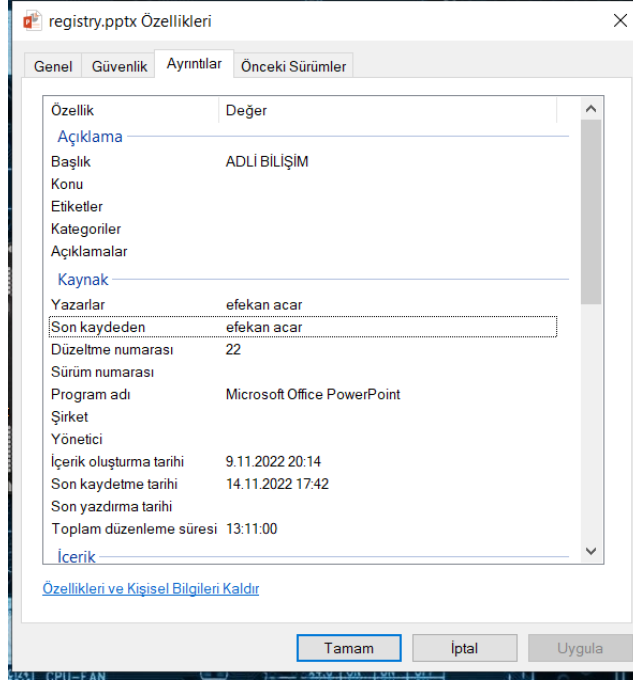 registry.pptx Özellikleri
Genel Güvenlik Ayrıntılar Önceki Sürümler
Özellik Değer
Açıklama
Başlık ADLİ BİLİŞİM
Konu
Etiketler
Kategoriler
Açıklamalar
Kaynak
Yazarlar efekan acar
Son kaydeden efekan acar
Düzeltme numarası 22
Sürüm numarası
Program adı Microsoft Office PowerPoint
Şirket
Yönetici
İçerik oluşturma tarihi 9.11.2022 20:14
Son kaydetme tarihi 14.11.2022 17:42
Son yazdırma tarihi
Toplam düzenleme süresi 13:11:00
İçerik
Özellikleri ve Kişisel Bilgileri Kaldır
Tamam İptal Uygula
CPU-FAN